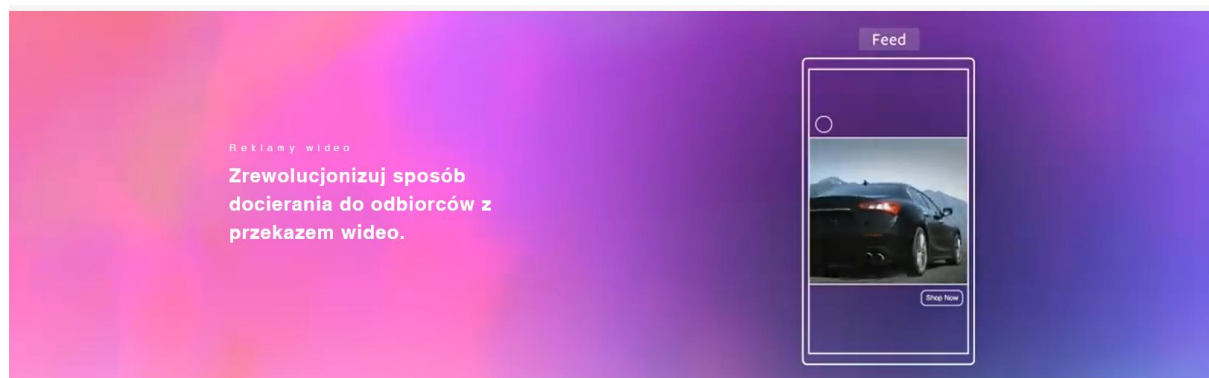 Feed
Reklamy wideo
Zrewolucjonizuj sposób
docierania do odbiorców z
przekazem wideo.
Shop Now